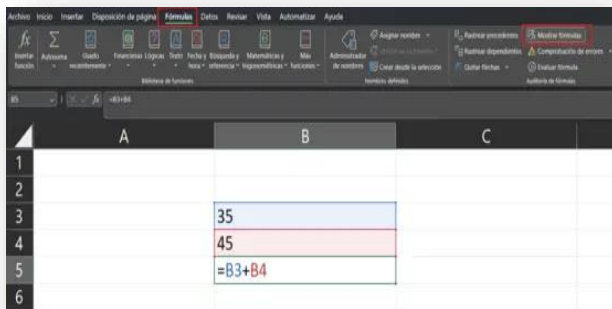 Archivo Inicio Insertar Disposición de página Fórmulas Datos Revisar Vista Automatizar Ayuda
Insertar función
Autosuma
Usado recientemente
Financieras
Lógicas
Texto
Fecha y hora
Búsqueda y referencia
Matemáticas y trigonométricas
Más funciones
Biblioteca de funciones
Administrador de nombres
Asignar nombre
Crear desde la selección
Nombres definidos
Rastrear precedentes
Rastrear dependientes
Quitar flechas
Mostrar fórmulas
Comprobación de errores
Evaluar fórmula
Auditoría de fórmulas
B5 fx =B3+B4
A B C
1
2
3 35
4 45
5 =B3+B4
6